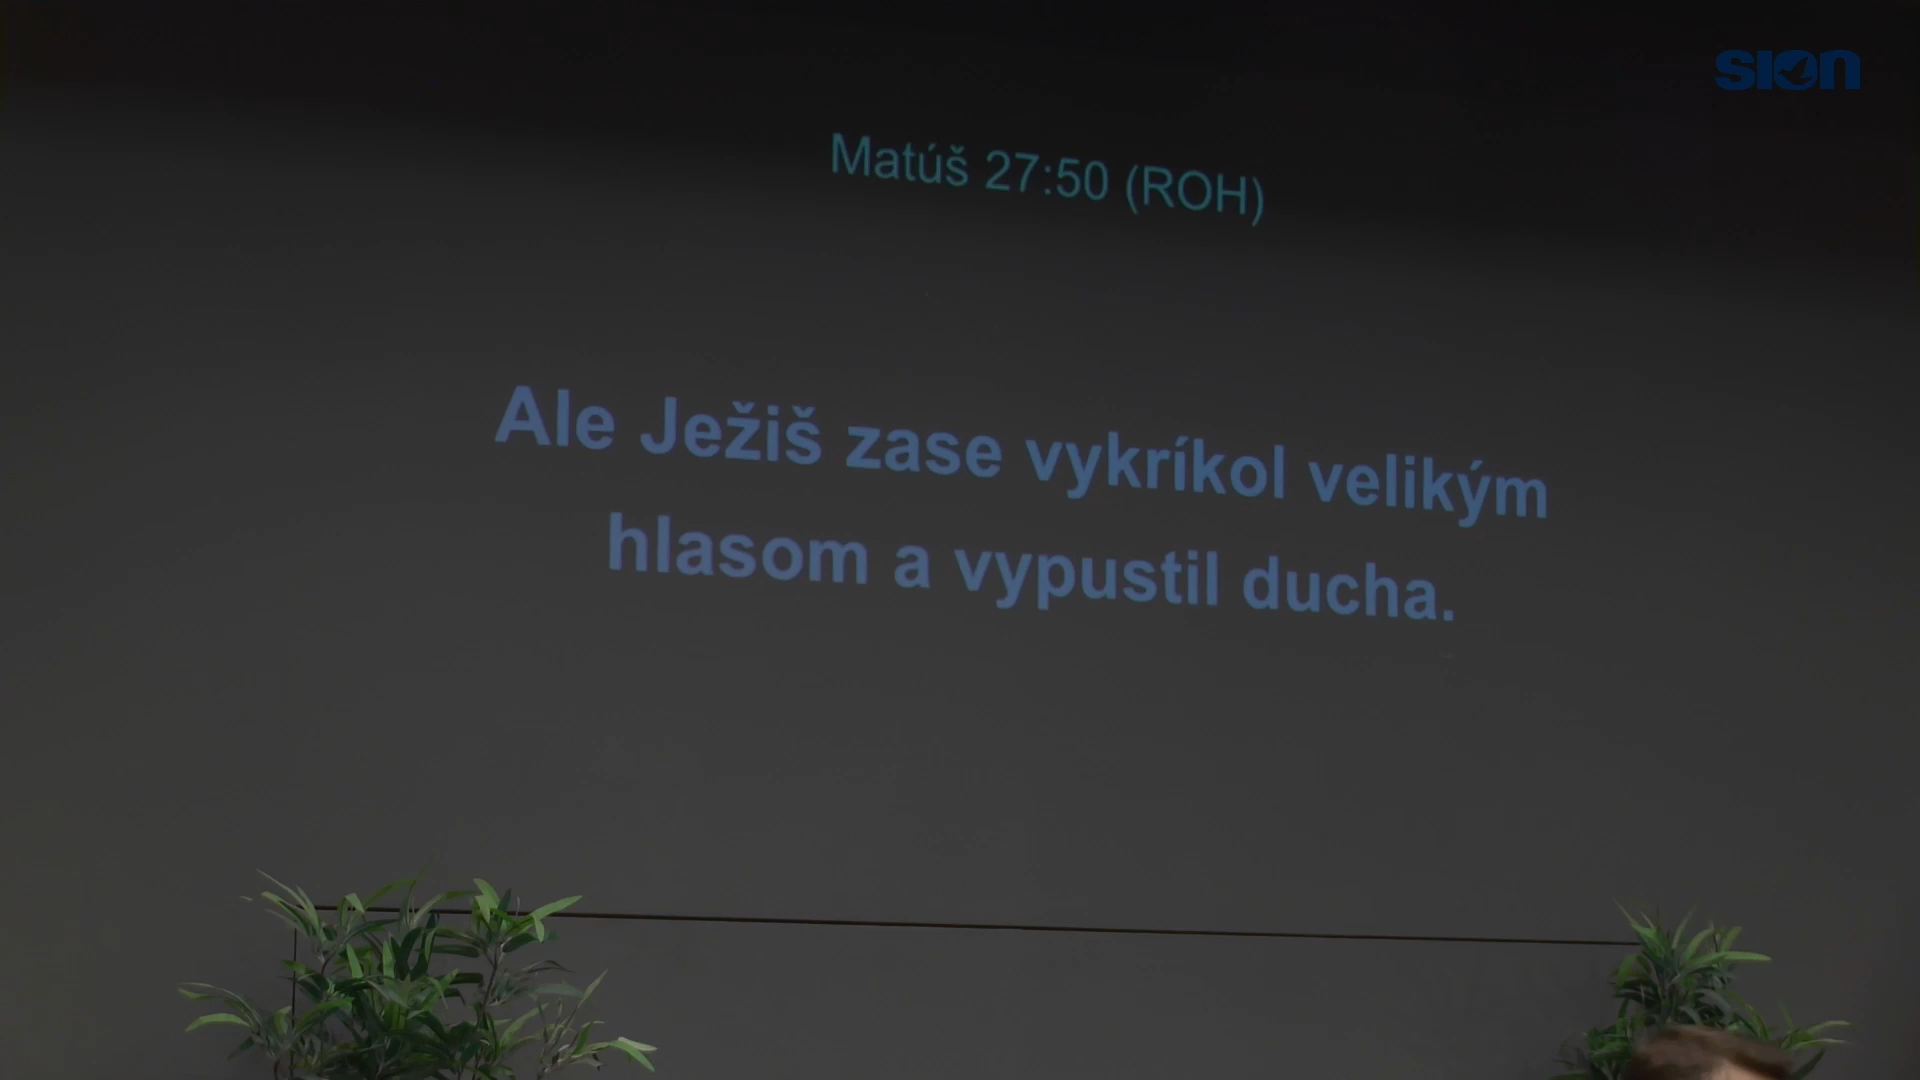 sion
Matúš 27:50 (ROH)
Ale Ježiš zase vykríkol velikým
hlasom a vypustil ducha.